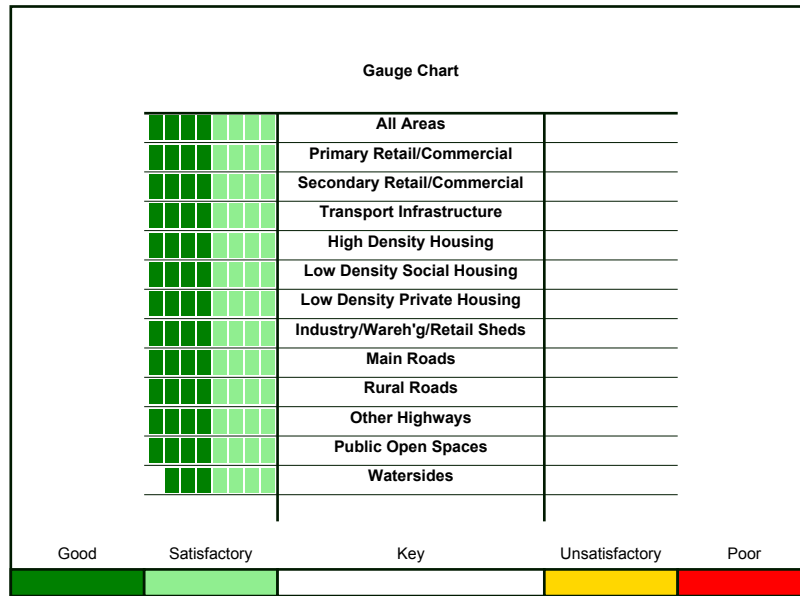 Gauge Chart
All Areas
Primary Retail/Commercial
Secondary Retail/Commercial
Transport Infrastructure
High Density Housing
Low Density Social Housing
Low Density Private Housing
Industry/Wareh'g/Retail Sheds
Main Roads
Rural Roads
Other Highways
Public Open Spaces
Watersides
Good Satisfactory Key Unsatisfactory Poor